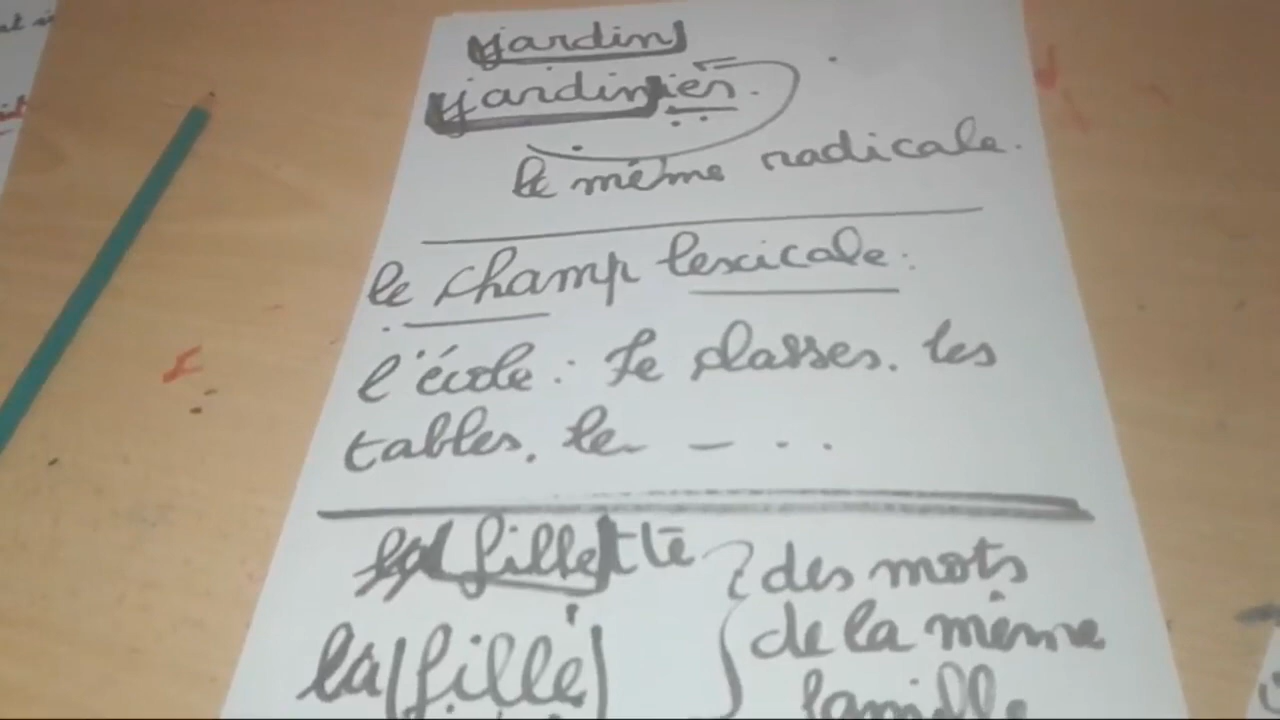 jardin
jardinier.
le même radicale.
le champ lexicale:
l'école: Le classes. les
tables. le — . . .
la fillette
des mots
de la même
la fille
famille